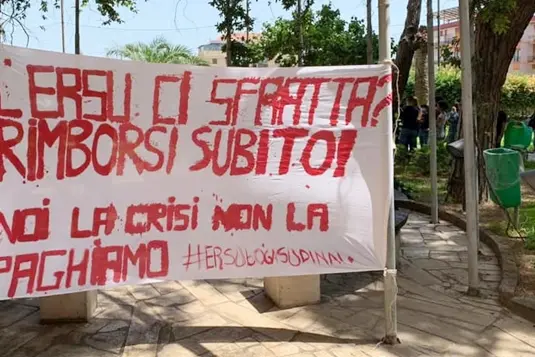 L'ERSU CI SFRATTA?
RIMBORSI SUBITO!
NOI LA CRISI NON LA
PAGHIAMO